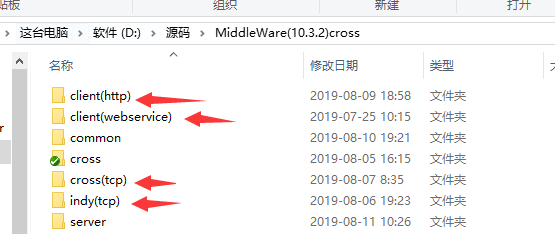 贴板 组织 新建 打开
这台电脑 > 软件 (D:) > 源码 > MiddleWare(10.3.2)cross
名称 修改日期 类型
client(http) 2019-08-09 18:58 文件夹
client(webservice) 2019-07-25 10:15 文件夹
common 2019-08-10 19:21 文件夹
cross 2019-08-05 16:15 文件夹
cross(tcp) 2019-08-07 8:35 文件夹
indy(tcp) 2019-08-06 19:23 文件夹
server 2019-08-11 10:26 文件夹